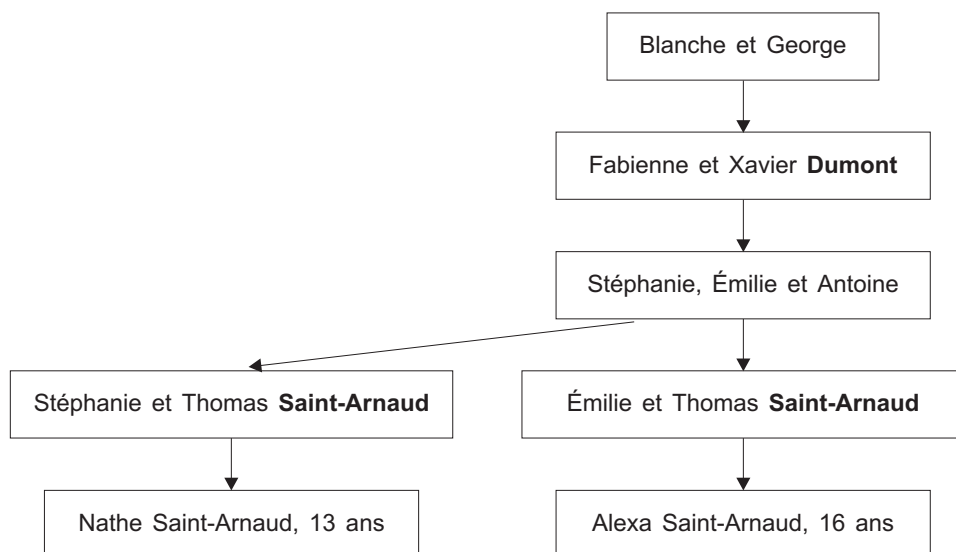 Blanche et George
Fabienne et Xavier Dumont
Stéphanie, Émilie et Antoine
Stéphanie et Thomas Saint-Arnaud
Émilie et Thomas Saint-Arnaud
Nathe Saint-Arnaud, 13 ans
Alexa Saint-Arnaud, 16 ans